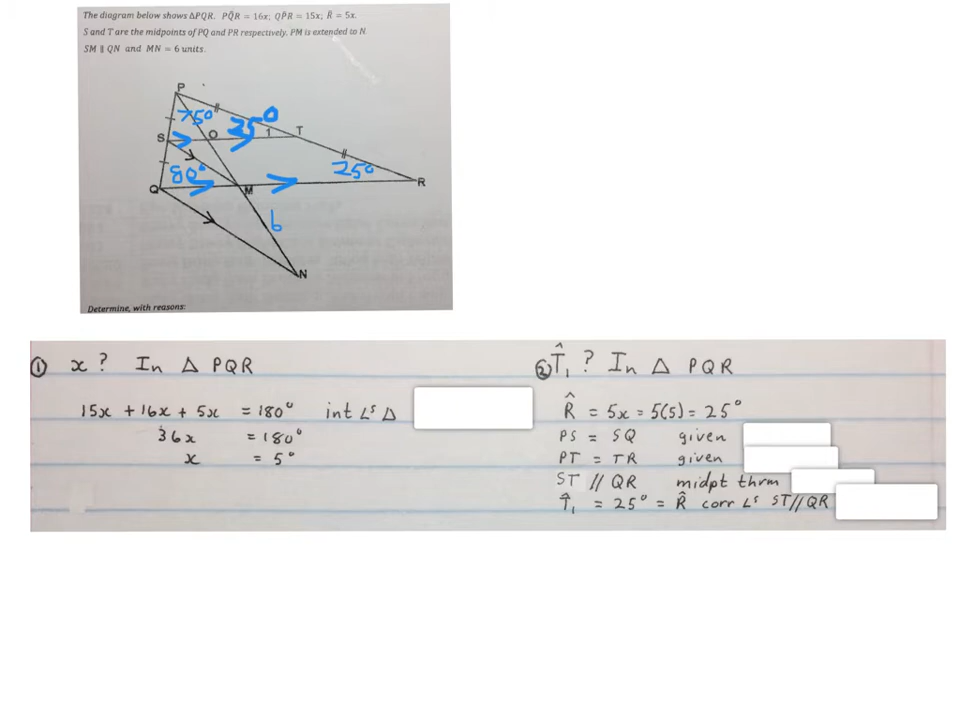 The diagram below shows ΔPQR. PQ̂R = 16x; QP̂R = 15x; R̂ = 5x.
S and T are the midpoints of PQ and PR respectively. PM is extended to N.
SM ∥ QN and MN = 6 units.
P
75°
25°
S
O
1
T
80°
25°
Q
M
R
6
N
Determine, with reasons:
① x? In Δ PQR
15x + 16x + 5x = 180° int ∠s Δ
36x = 180°
x = 5°
② T̂₁? In Δ PQR
R̂ = 5x = 5(5) = 25°
PS = SQ given
PT = TR given
ST // QR midpt thrm
T̂₁ = 25° = R̂ corr ∠s ST//QR